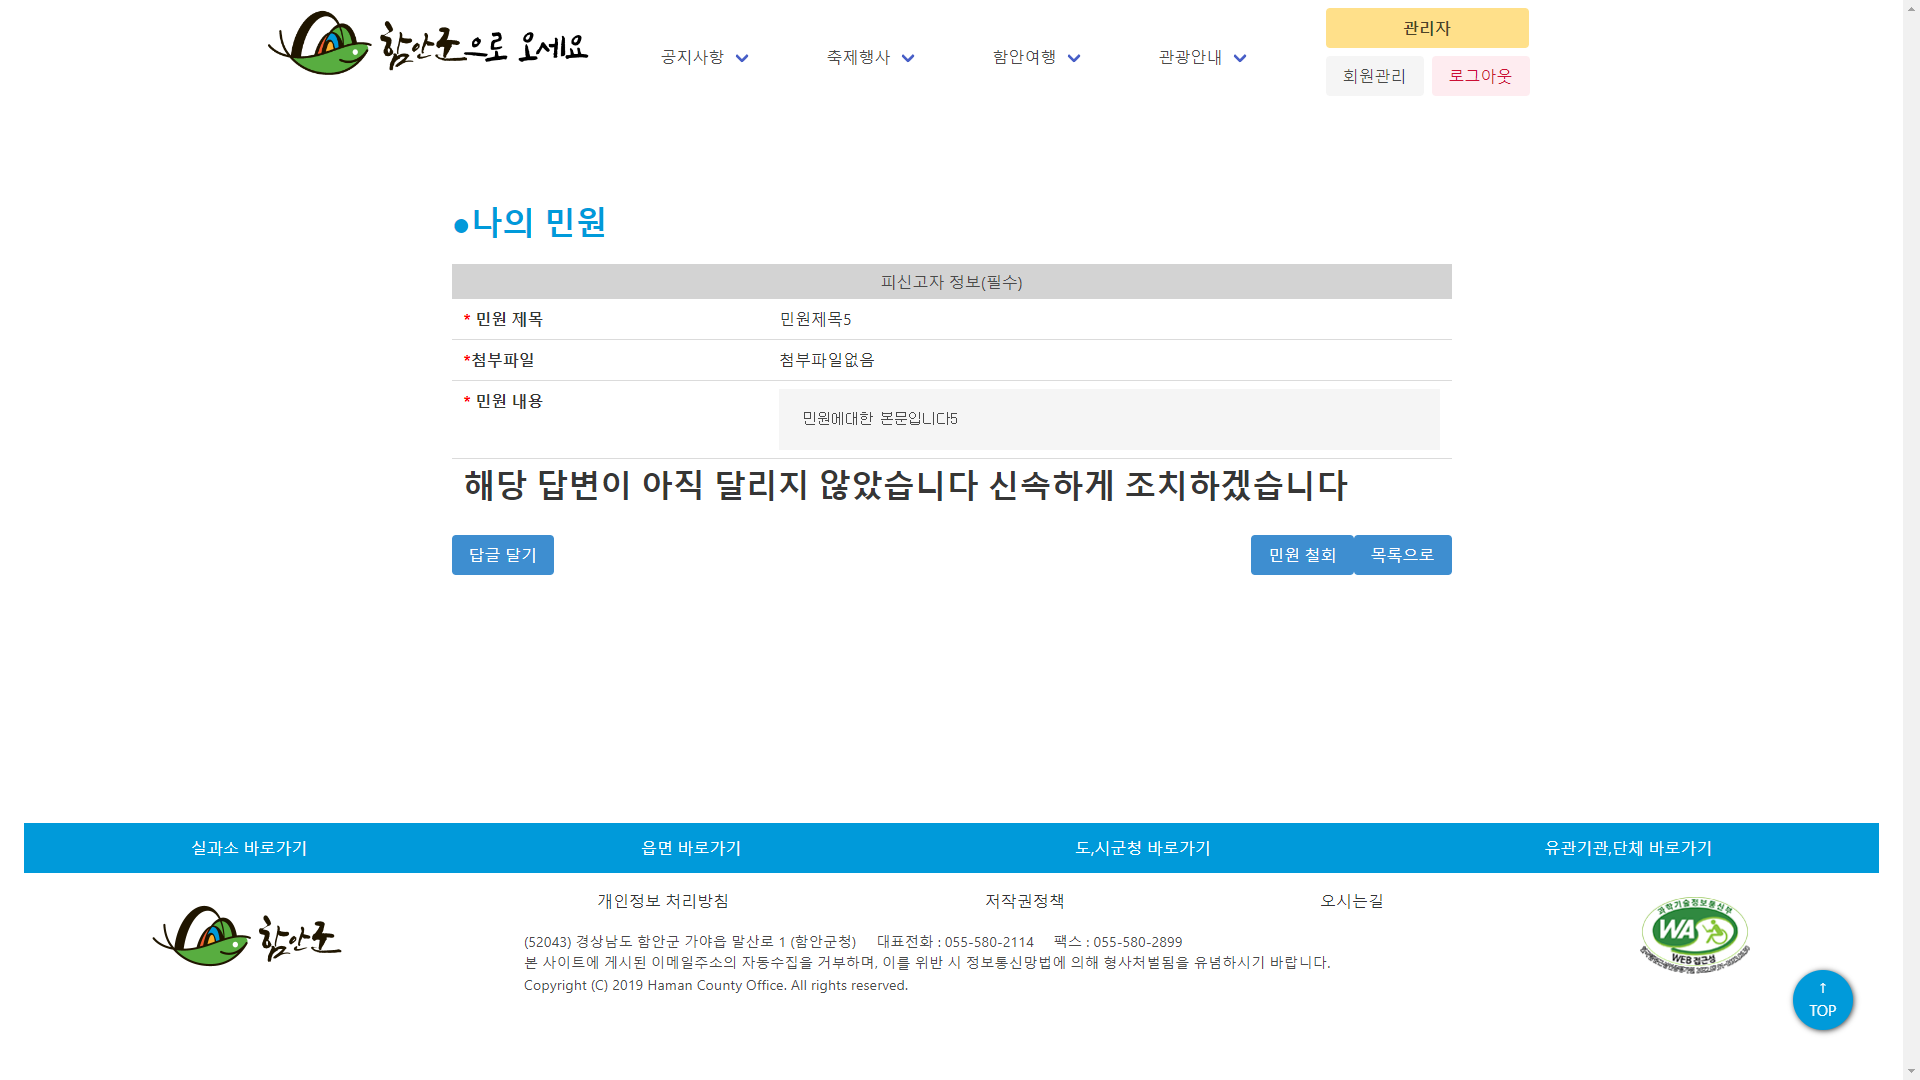 함안군으로 오세요
공지사항
축제행사
함안여행
관광안내
관리자
회원관리
로그아웃
●나의 민원
피신고자 정보(필수)
* 민원 제목
민원제목5
*첨부파일
첨부파일없음
* 민원 내용
민원에대한 본문입니다5
해당 답변이 아직 달리지 않았습니다 신속하게 조치하겠습니다
답글 달기
민원 철회
목록으로
실과소 바로가기
읍면 바로가기
도,시군청 바로가기
유관기관,단체 바로가기
함안군
개인정보 처리방침
저작권정책
오시는길
(52043) 경상남도 함안군 가야읍 말산로 1 (함안군청) 대표전화 : 055-580-2114 팩스 : 055-580-2899
본 사이트에 게시된 이메일주소의 자동수집을 거부하며, 이를 위반 시 정보통신망법에 의해 형사처벌됨을 유념하시기 바랍니다.
Copyright (C) 2019 Haman County Office. All rights reserved.
과학기술정보통신부
WA
WEB 접근성
↑
TOP